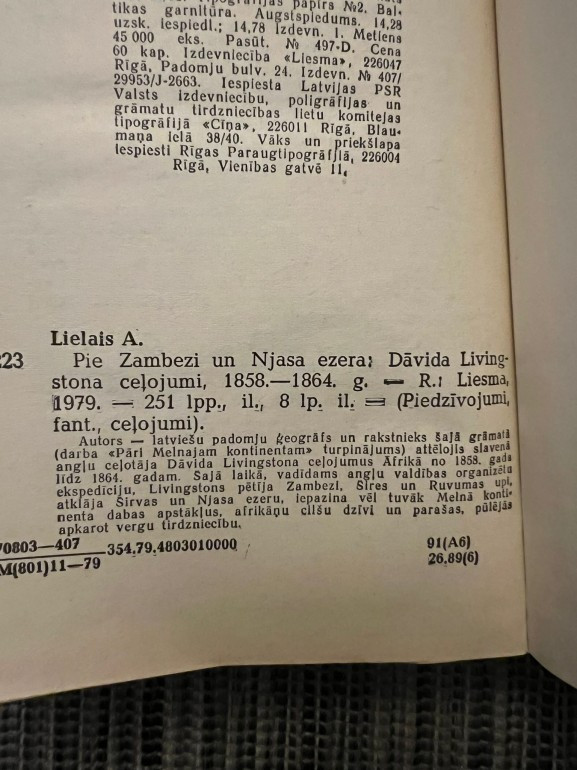 papīrs №2. Bal-
tikas garnitūra. Augstspiedums. 14,28
uzsk. iespiedl.; 14,78 izdevn. l. Metiens
45 000 eks. Pasūt. № 497-D. Cena
60 kap. Izdevniecība «Liesma», 226047
Rīgā, Padomju bulv. 24. Izdevn. № 407/
29953/J-2663. Iespiesta Latvijas PSR
Valsts izdevniecību, poligrāfijas un
grāmatu tirdzniecības lietu komitejas
tipogrāfijā «Cīņa», 226011 Rīgā, Blau-
maņa ielā 38/40. Vāks un priekšlapa
iespiesti Rīgas Paraugtipogrāfijā, 226004
Rīgā, Vienības gatvē 11.
Lielais A.
223 Pie Zambezi un Njasa ezera: Dāvida Living-
stona ceļojumi, 1858.—1864. g. — R.: Liesma,
1979. — 251 lpp., il., 8 lp. il. — (Piedzīvojumi,
fant., ceļojumi).
Autors — latviešu padomju ģeogrāfs un rakstnieks šajā grāmatā
(darba «Pāri Melnajam kontinentam» turpinājums) attēlojis slavenā
angļu ceļotāja Dāvida Livingstona ceļojumus Āfrikā no 1858. gada
līdz 1864. gadam. Šajā laikā, vadīdams angļu valdības organizētu
ekspedīciju, Livingstons pētīja Zambezi, Šires un Ruvumas upi,
atklāja Širvas un Njasas ezeru, iepazina vēl tuvāk Melnā konti-
nenta dabas apstākļus, afrikāņu cilšu dzīvi un parašas, pūlējās
apkarot vergu tirdzniecību.
70803—407
M(801)11—79
354.79.4803010000
91(A6)
26.89(6)